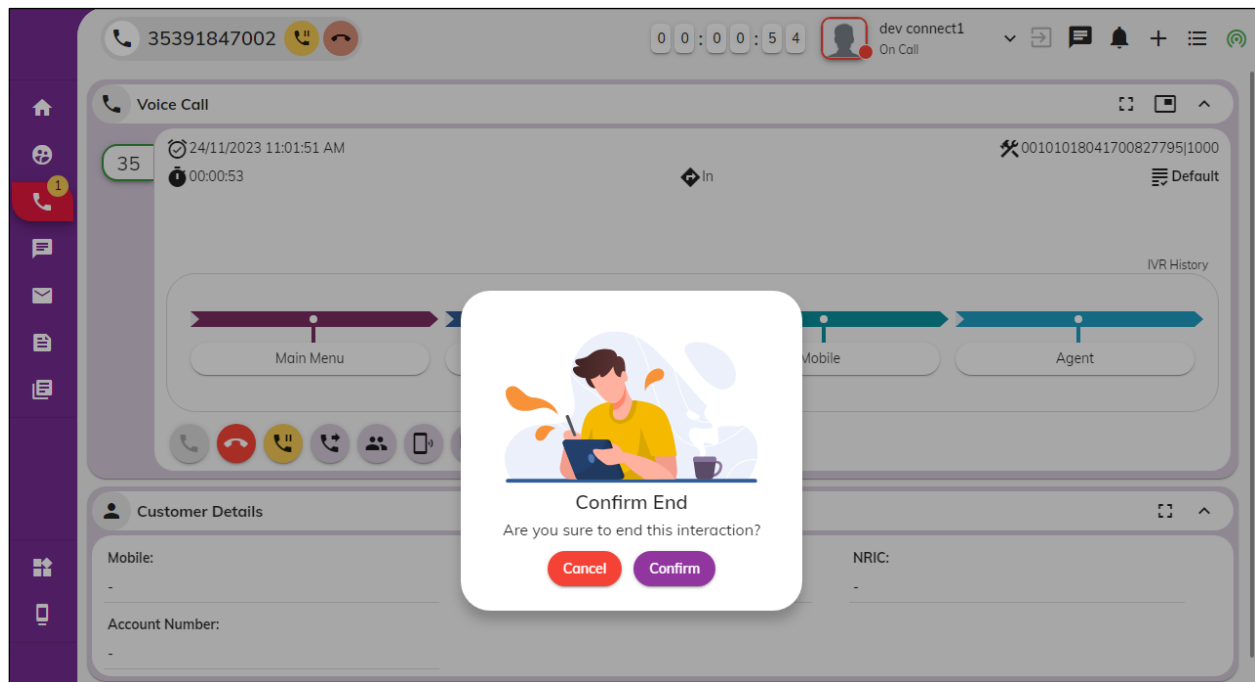 35391847002
0 0 : 0 0 : 5 4
dev connect1
On Call
Voice Call
1
35
24/11/2023 11:01:51 AM
00101018041700827795|1000
00:00:53
In
Default
IVR History
Main Menu
Mobile
Agent
Confirm End
Are you sure to end this interaction?
Cancel
Confirm
Customer Details
Mobile:
-
NRIC:
-
Account Number:
-